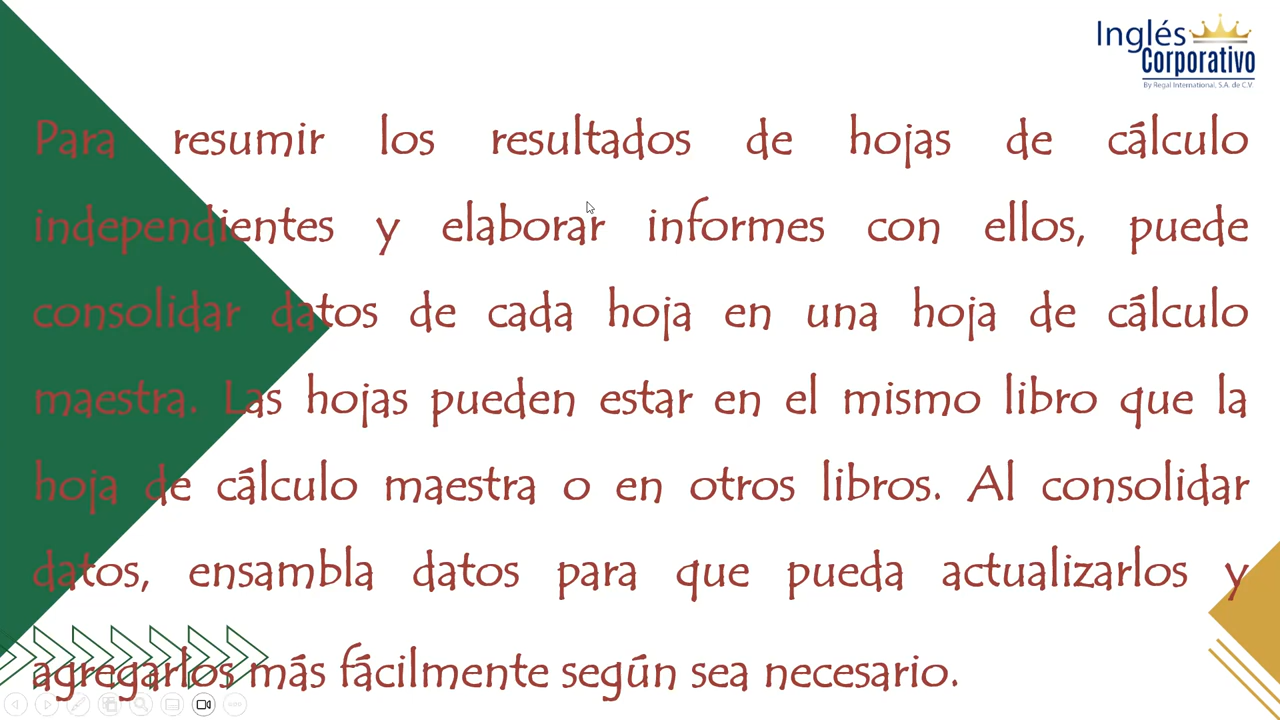 Inglés
Corporativo
By Regal International, S.A. de C.V.
Para resumir los resultados de hojas de cálculo
independientes y elaborar informes con ellos, puede
consolidar datos de cada hoja en una hoja de cálculo
maestra. Las hojas pueden estar en el mismo libro que la
hoja de cálculo maestra o en otros libros. Al consolidar
datos, ensambla datos para que pueda actualizarlos y
agregarlos más fácilmente según sea necesario.